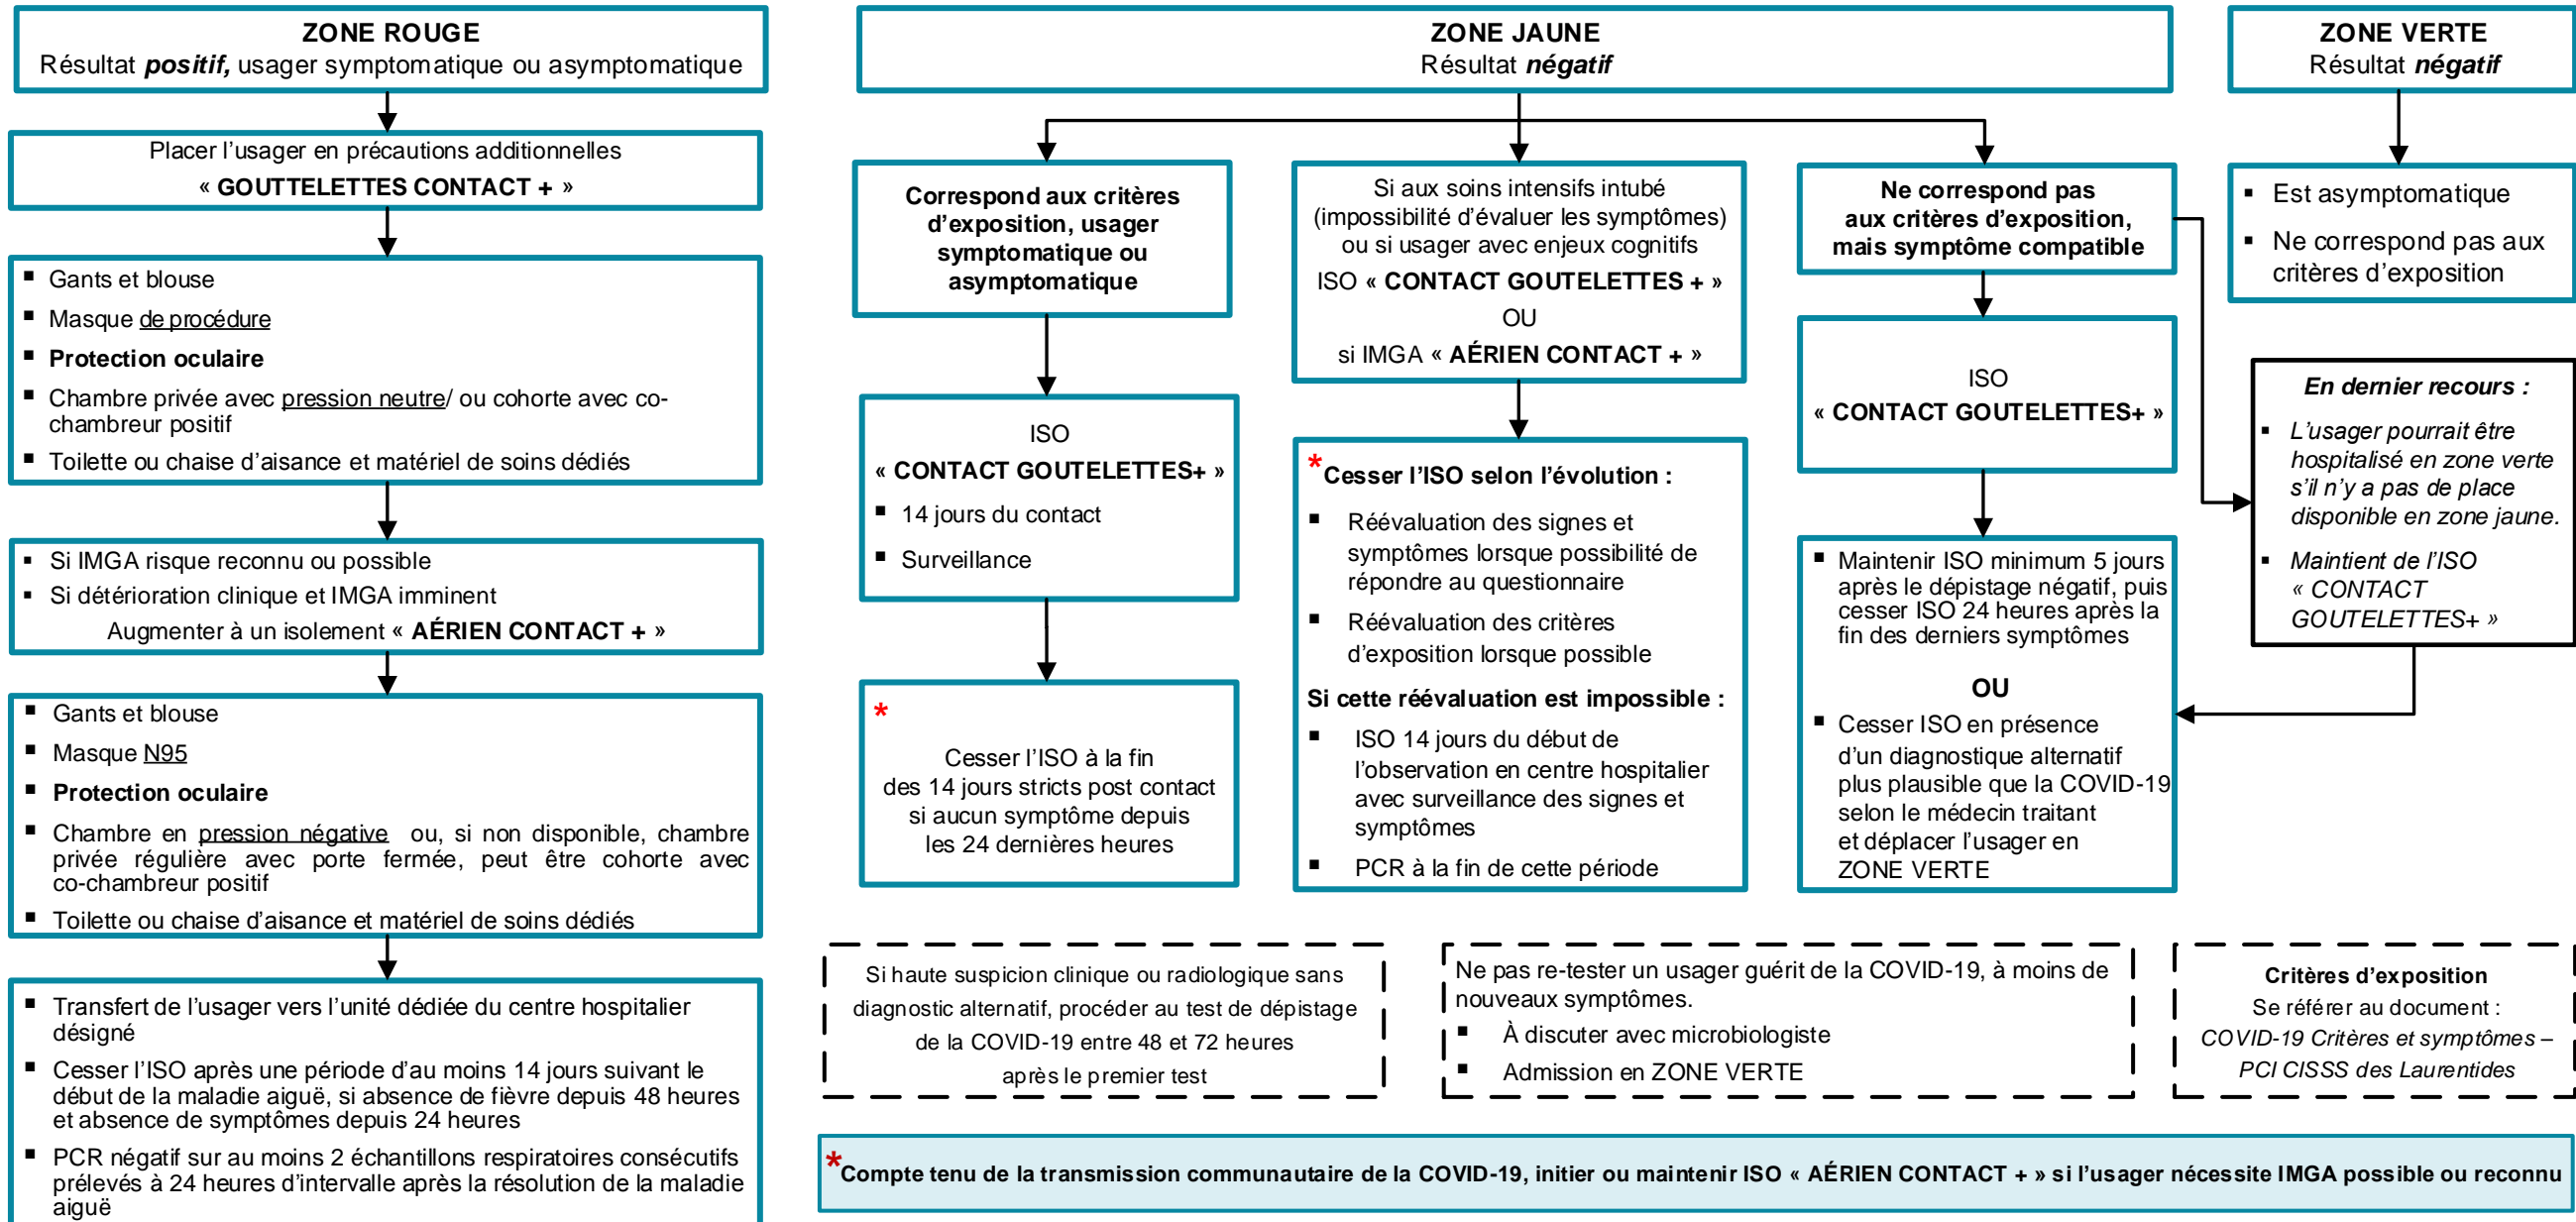 ZONE ROUGE
Résultat positif, usager symptomatique ou asymptomatique
Placer l'usager en précautions additionnelles
« GOUTTELETTES CONTACT + »
▪ Gants et blouse
▪ Masque de procédure
▪ Protection oculaire
▪ Chambre privée avec pression neutre/ ou cohorte avec co-
chambreur positif
▪ Toilette ou chaise d'aisance et matériel de soins dédiés
▪ Si IMGA risque reconnu ou possible
▪ Si détérioration clinique et IMGA imminent
Augmenter à un isolement « AÉRIEN CONTACT + »
▪ Gants et blouse
▪ Masque N95
▪ Protection oculaire
▪ Chambre en pression négative ou, si non disponible, chambre
privée régulière avec porte fermée, peut être cohorte avec
co-chambreur positif
▪ Toilette ou chaise d'aisance et matériel de soins dédiés
▪ Transfert de l'usager vers l'unité dédiée du centre hospitalier
désigné
▪ Cesser l'ISO après une période d'au moins 14 jours suivant le
début de la maladie aiguë, si absence de fièvre depuis 48 heures
et absence de symptômes depuis 24 heures
▪ PCR négatif sur au moins 2 échantillons respiratoires consécutifs
prélevés à 24 heures d'intervalle après la résolution de la maladie
aiguë
ZONE JAUNE
Résultat négatif
Correspond aux critères
d'exposition, usager
symptomatique ou
asymptomatique
ISO
« CONTACT GOUTELETTES+ »
▪ 14 jours du contact
▪ Surveillance
*
Cesser l'ISO à la fin
des 14 jours stricts post contact
si aucun symptôme depuis
les 24 dernières heures
Si aux soins intensifs intubé
(impossibilité d'évaluer les symptômes)
ou si usager avec enjeux cognitifs
ISO « CONTACT GOUTELETTES + »
OU
si IMGA « AÉRIEN CONTACT + »
*Cesser l'ISO selon l'évolution :
▪ Réévaluation des signes et
symptômes lorsque possibilité de
répondre au questionnaire
▪ Réévaluation des critères
d'exposition lorsque possible
Si cette réévaluation est impossible :
▪ ISO 14 jours du début de
l'observation en centre hospitalier
avec surveillance des signes et
symptômes
▪ PCR à la fin de cette période
Ne correspond pas
aux critères d'exposition,
mais symptôme compatible
ISO
« CONTACT GOUTELETTES+ »
▪ Maintenir ISO minimum 5 jours
après le dépistage négatif, puis
cesser ISO 24 heures après la
fin des derniers symptômes
OU
▪ Cesser ISO en présence
d'un diagnostique alternatif
plus plausible que la COVID-19
selon le médecin traitant
et déplacer l'usager en
ZONE VERTE
ZONE VERTE
Résultat négatif
▪ Est asymptomatique
▪ Ne correspond pas aux
critères d'exposition
En dernier recours :
▪ L'usager pourrait être
hospitalisé en zone verte
s'il n'y a pas de place
disponible en zone jaune.
▪ Maintient de l'ISO
« CONTACT
GOUTELETTES+ »
Si haute suspicion clinique ou radiologique sans
diagnostic alternatif, procéder au test de dépistage
de la COVID-19 entre 48 et 72 heures
après le premier test
Ne pas re-tester un usager guérit de la COVID-19, à moins de
nouveaux symptômes.
▪ À discuter avec microbiologiste
▪ Admission en ZONE VERTE
Critères d'exposition
Se référer au document :
COVID-19 Critères et symptômes –
PCI CISSS des Laurentides
*Compte tenu de la transmission communautaire de la COVID-19, initier ou maintenir ISO « AÉRIEN CONTACT + » si l'usager nécessite IMGA possible ou reconnu